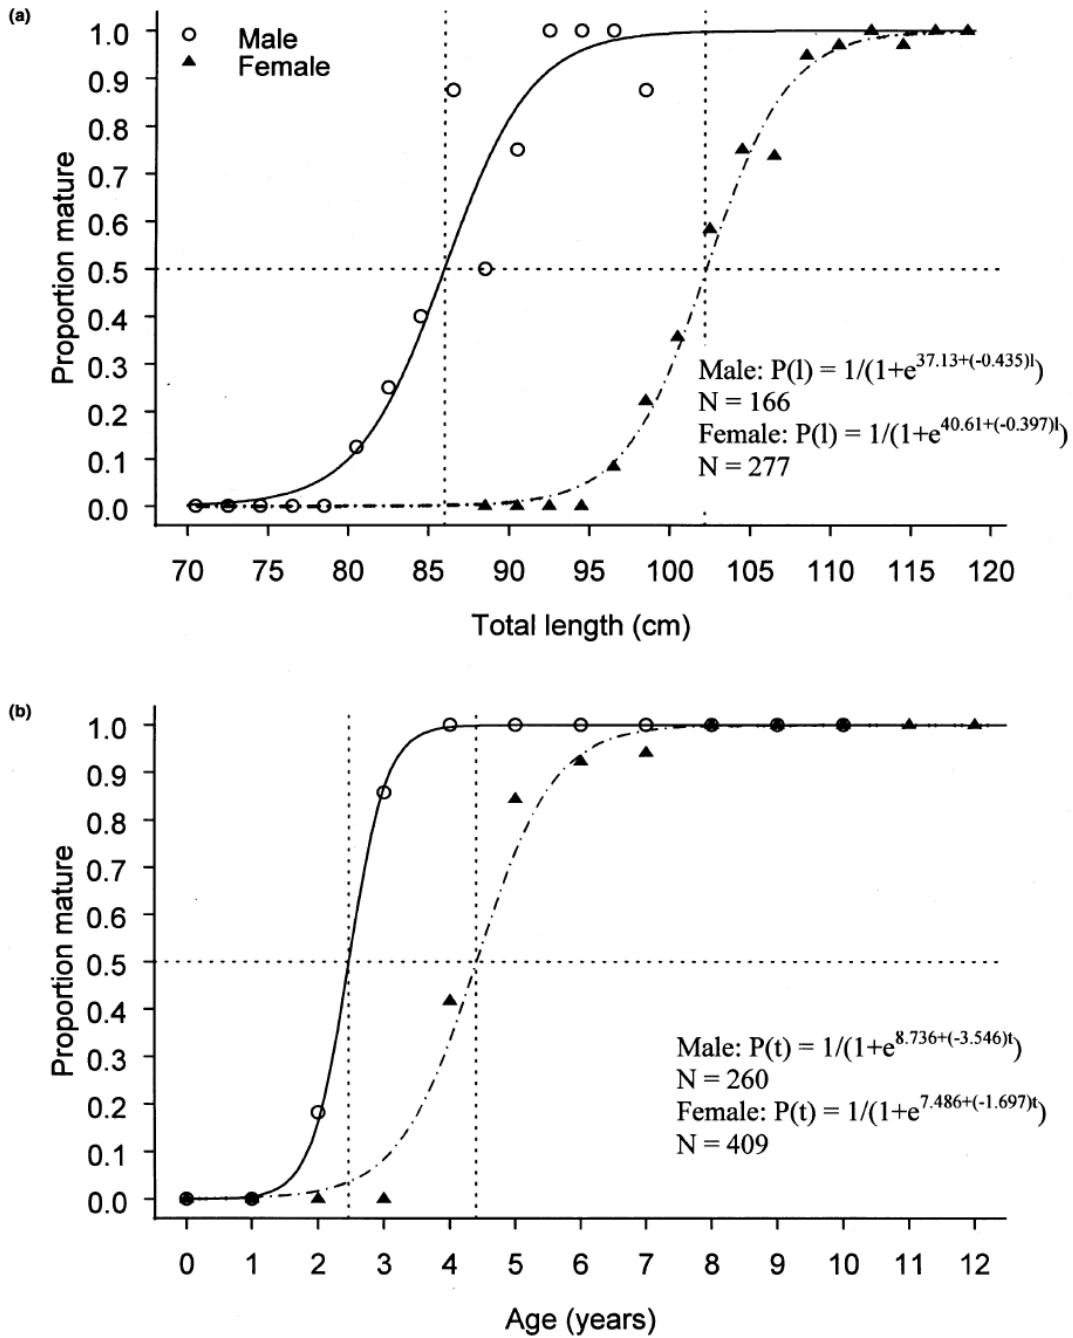 (a)
Male
Female
1.0
0.9
0.8
0.7
0.6
0.5
0.4
0.3
0.2
0.1
0.0
Proportion mature
Male: P(l) = 1/(1+e^37.13+(-0.435)l)
N = 166
Female: P(l) = 1/(1+e^40.61+(-0.397)l)
N = 277
70 75 80 85 90 95 100 105 110 115 120
Total length (cm)
(b)
1.0
0.9
0.8
0.7
0.6
0.5
0.4
0.3
0.2
0.1
0.0
Proportion mature
Male: P(t) = 1/(1+e^8.736+(-3.546)t)
N = 260
Female: P(t) = 1/(1+e^7.486+(-1.697)t)
N = 409
0 1 2 3 4 5 6 7 8 9 10 11 12
Age (years)